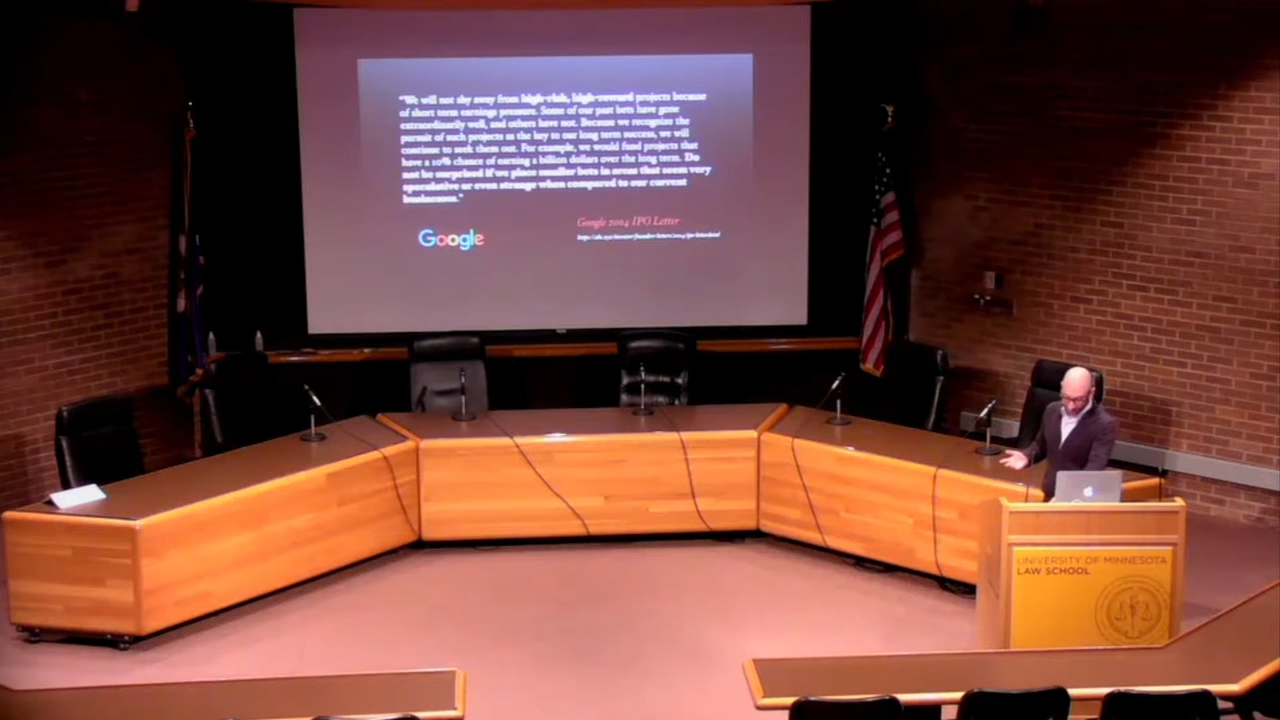 "We will not shy away from high-risk, high-reward projects because
of short term earnings pressure. Some of our past bets have gone
extraordinarily well, and others have not. Because we recognize the
pursuit of such projects as the key to our long term success, we will
continue to seek them out. For example, we would fund projects that
have a 10% chance of earning a billion dollars over the long term. Do
not be surprised if we place smaller bets in areas that seem very
speculative or even strange when compared to our current
businesses."
Google
Google 2004 IPO Letter
UNIVERSITY OF MINNESOTA
LAW SCHOOL